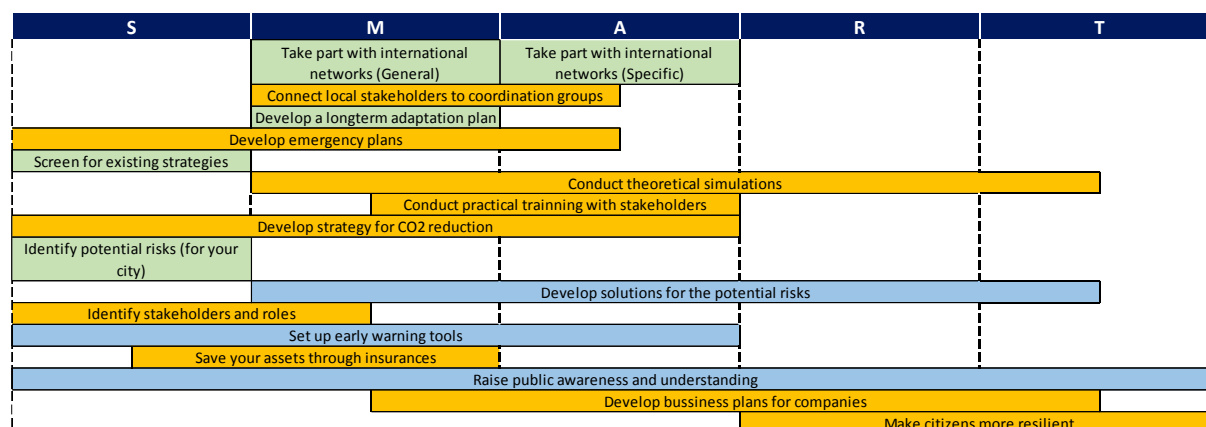 S M A R T
Take part with international Take part with international
networks (General) networks (Specific)
Connect local stakeholders to coordination groups
Develop a longterm adaptation plan
Develop emergency plans
Screen for existing strategies
Conduct theoretical simulations
Conduct practical trainning with stakeholders
Develop strategy for CO2 reduction
Identify potential risks (for your
city)
Develop solutions for the potential risks
Identify stakeholders and roles
Set up early warning tools
Save your assets through insurances
Raise public awareness and understanding
Develop bussiness plans for companies
Make citizens more resilient